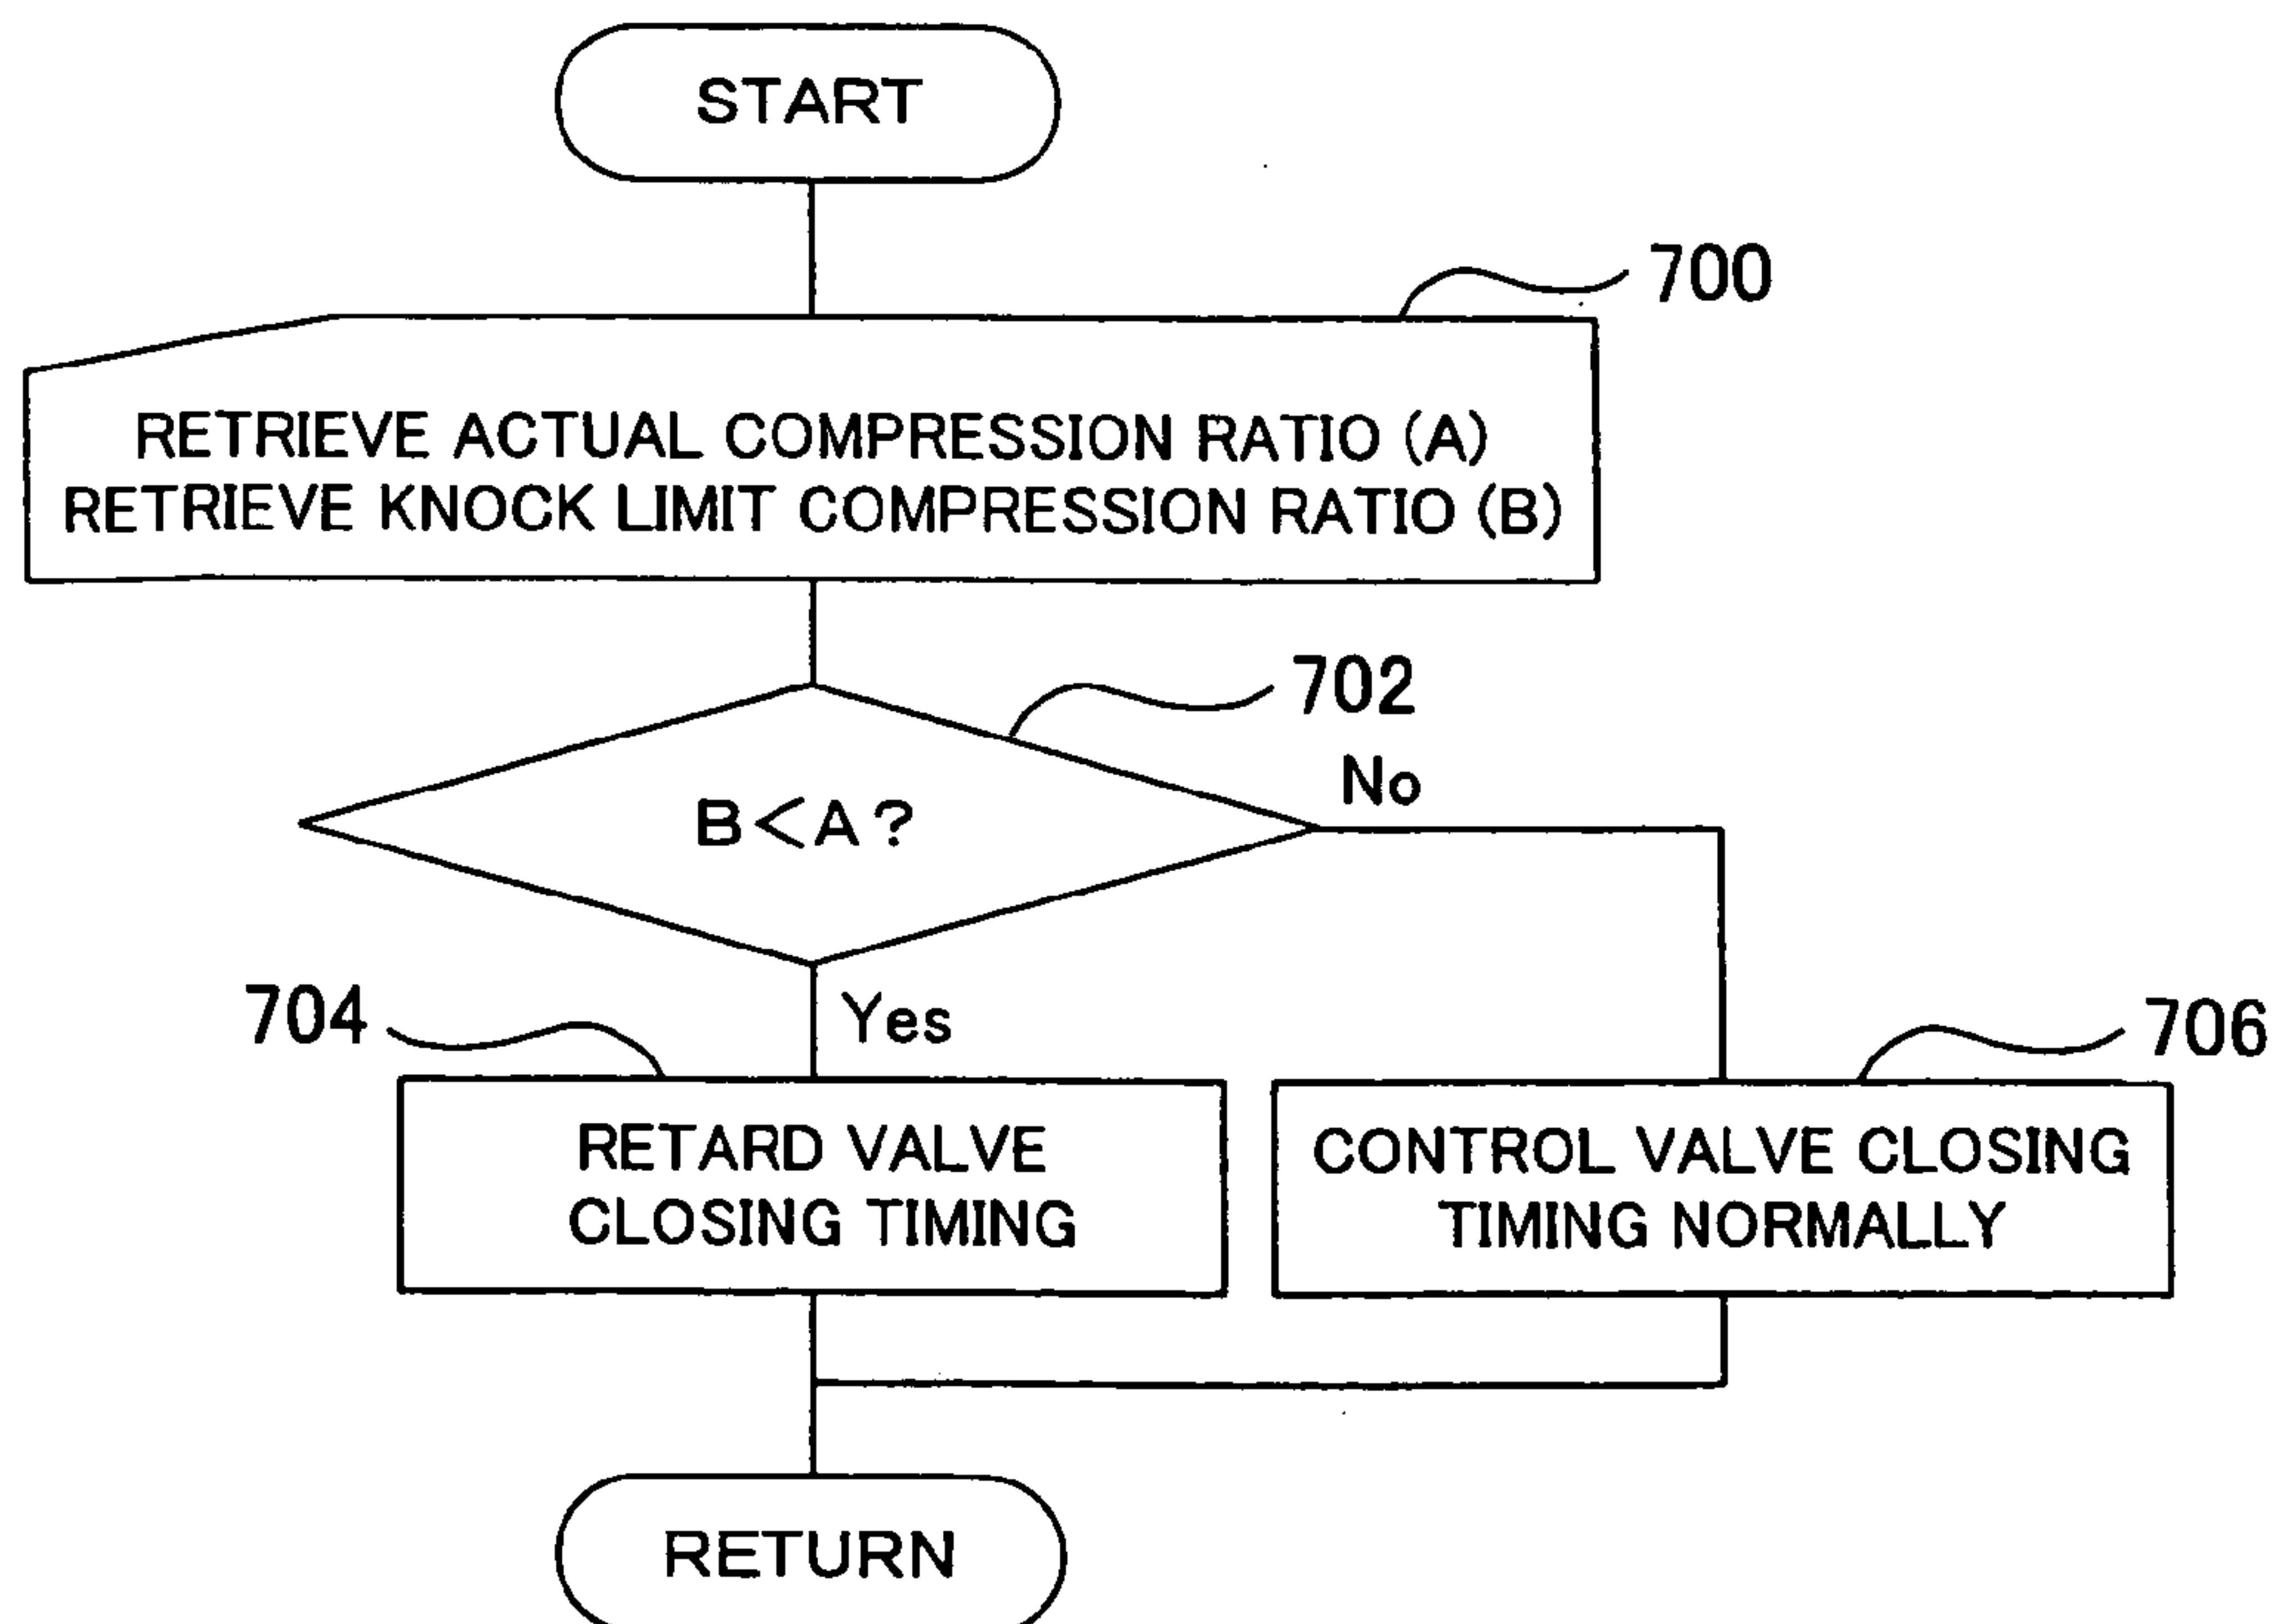 START
700
RETRIEVE ACTUAL COMPRESSION RATIO (A)
RETRIEVE KNOCK LIMIT COMPRESSION RATIO (B)
702
No
B<A?
Yes
704
706
RETARD VALVE
CLOSING TIMING
CONTROL VALVE CLOSING
TIMING NORMALLY
RETURN